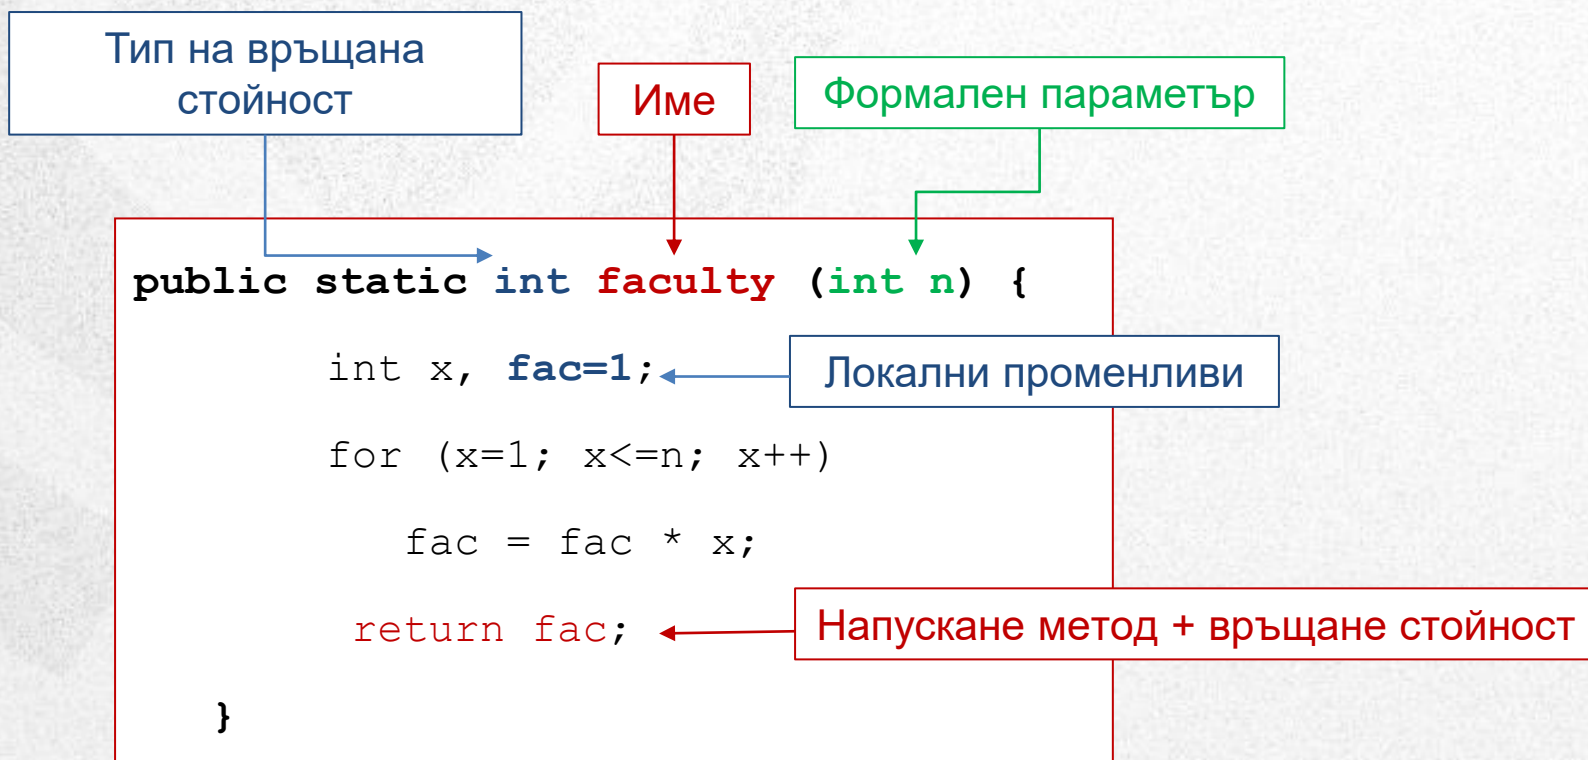 Тип на връщана
стойност
Име
Формален параметър
public static int faculty (int n) {
int x, fac=1;
Локални променливи
for (x=1; x<=n; x++)
fac = fac * x;
return fac;
Напускане метод + връщане стойност
}